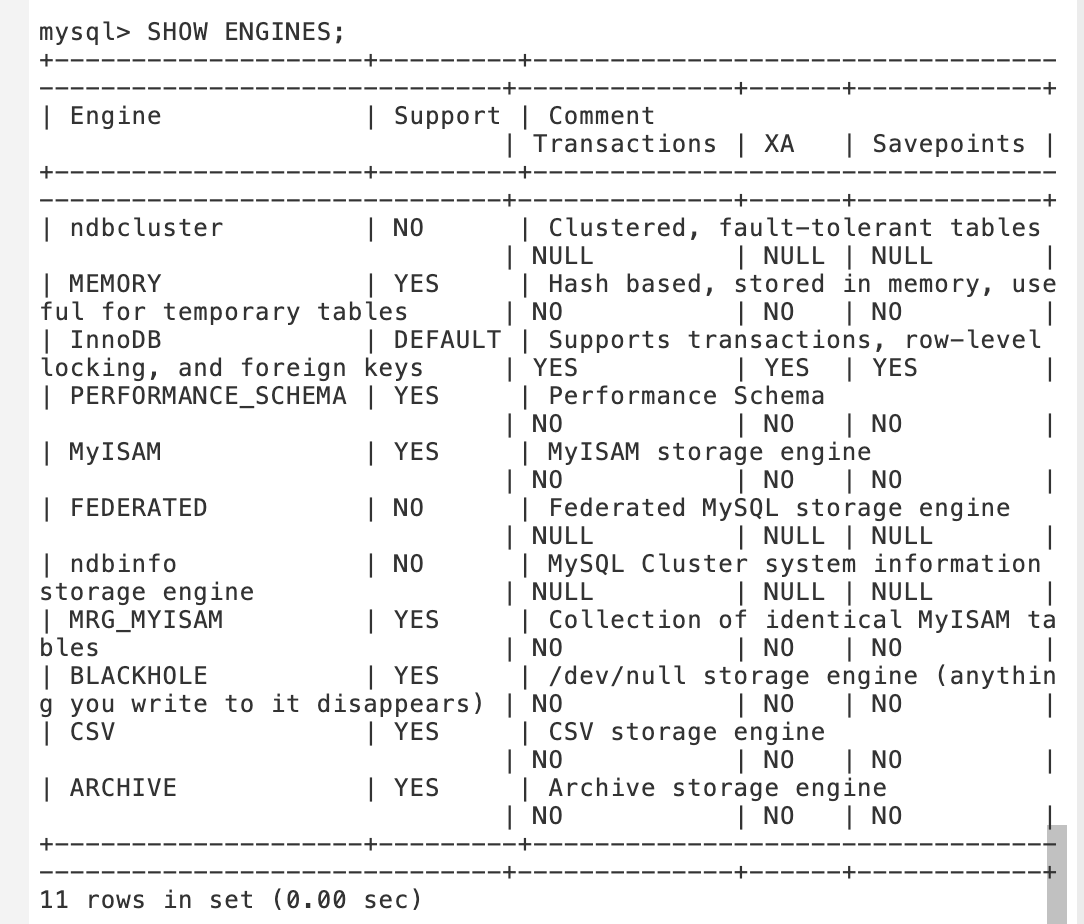 mysql> SHOW ENGINES;
+--------------------+---------+----------------------------------
-------------------------------+--------------+------+------------+
| Engine             | Support | Comment
                              | Transactions | XA   | Savepoints |
+--------------------+---------+----------------------------------
-------------------------------+--------------+------+------------+
| ndbcluster         | NO      | Clustered, fault-tolerant tables
                              | NULL         | NULL | NULL       |
| MEMORY             | YES     | Hash based, stored in memory, use
ful for temporary tables      | NO           | NO   | NO         |
| InnoDB             | DEFAULT | Supports transactions, row-level
locking, and foreign keys     | YES          | YES  | YES        |
| PERFORMANCE_SCHEMA | YES     | Performance Schema
                              | NO           | NO   | NO         |
| MyISAM             | YES     | MyISAM storage engine
                              | NO           | NO   | NO         |
| FEDERATED          | NO      | Federated MySQL storage engine
                              | NULL         | NULL | NULL       |
| ndbinfo            | NO      | MySQL Cluster system information
storage engine                | NULL         | NULL | NULL       |
| MRG_MYISAM         | YES     | Collection of identical MyISAM ta
bles                          | NO           | NO   | NO         |
| BLACKHOLE          | YES     | /dev/null storage engine (anythin
g you write to it disappears) | NO           | NO   | NO         |
| CSV                | YES     | CSV storage engine
                              | NO           | NO   | NO         |
| ARCHIVE            | YES     | Archive storage engine
                              | NO           | NO   | NO         |
+--------------------+---------+----------------------------------
-------------------------------+--------------+------+------------+
11 rows in set (0.00 sec)